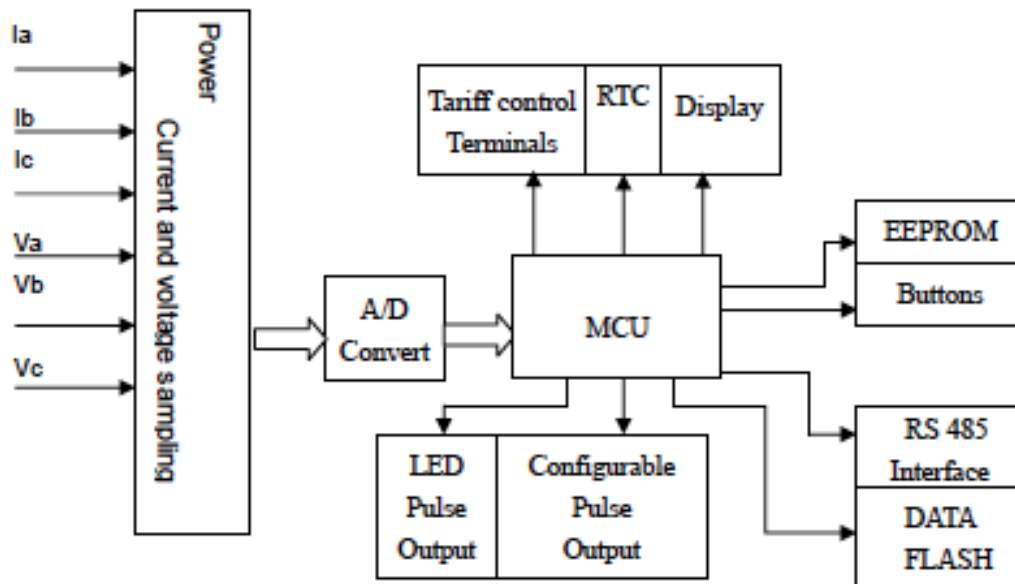 Ia
Ib
Ic
Va
Vb
Vc
Power
Current and voltage sampling
A/D
Convert
Tariff control
Terminals
RTC
Display
MCU
EEPROM
Buttons
LED
Pulse
Output
Configurable
Pulse
Output
RS 485
Interface
DATA
FLASH